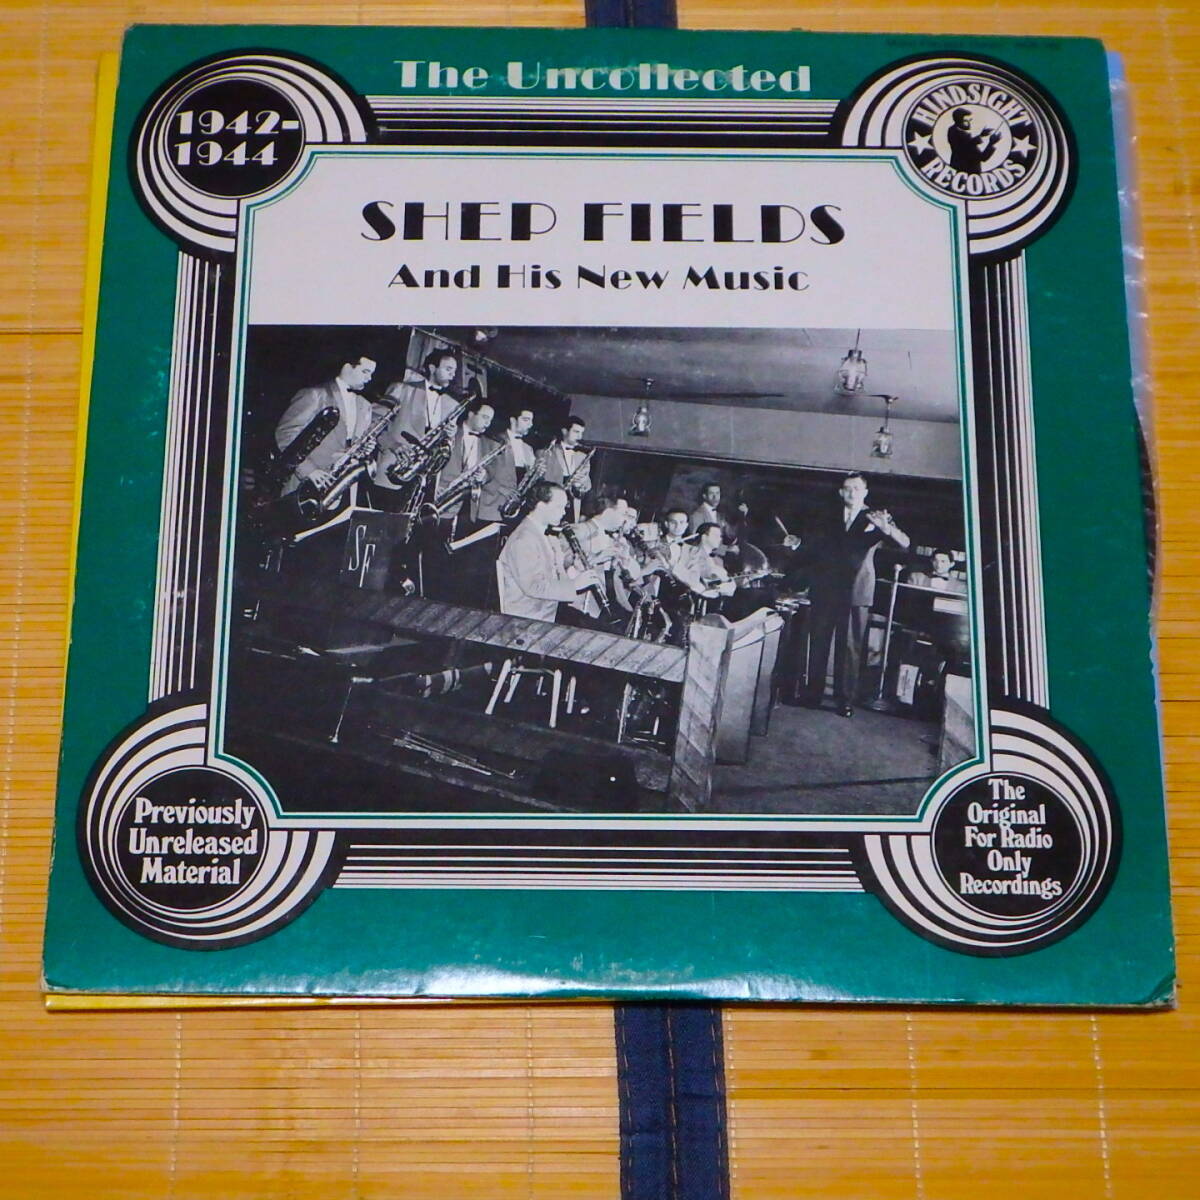 The Uncollected
1942-
1944
HINDSIGHT
RECORDS
SHEP FIELDS
And His New Music
SF
Previously
Unreleased
Material
The
Original
For Radio
Only
Recordings